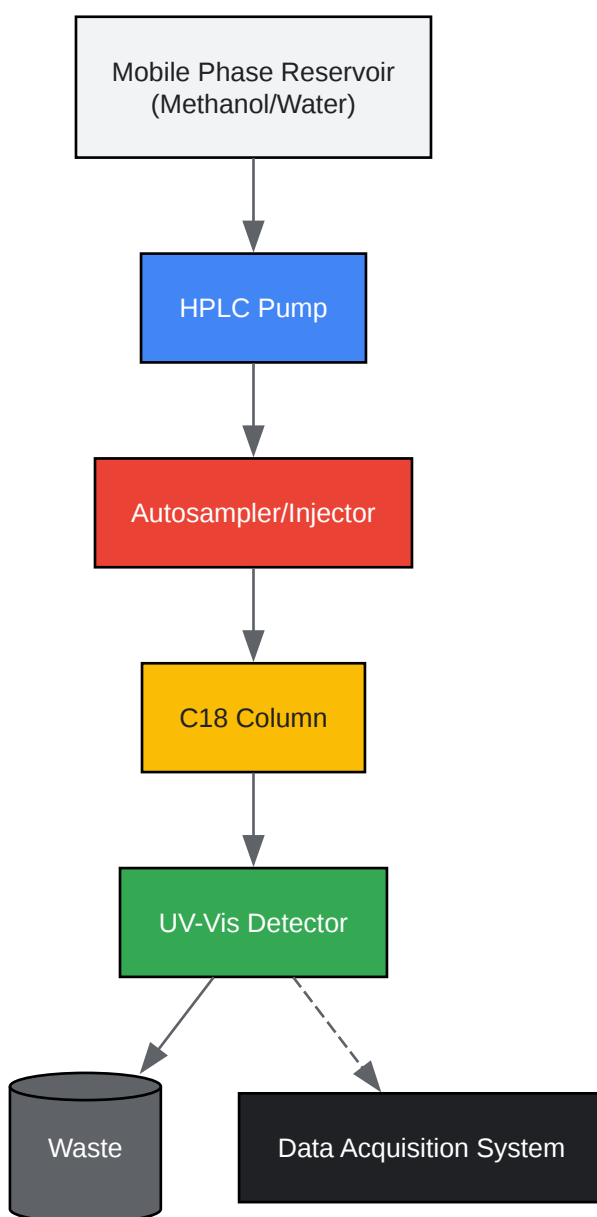 Mobile Phase Reservoir
(Methanol/Water)
HPLC Pump
Autosampler/Injector
C18 Column
UV-Vis Detector
Waste
Data Acquisition System